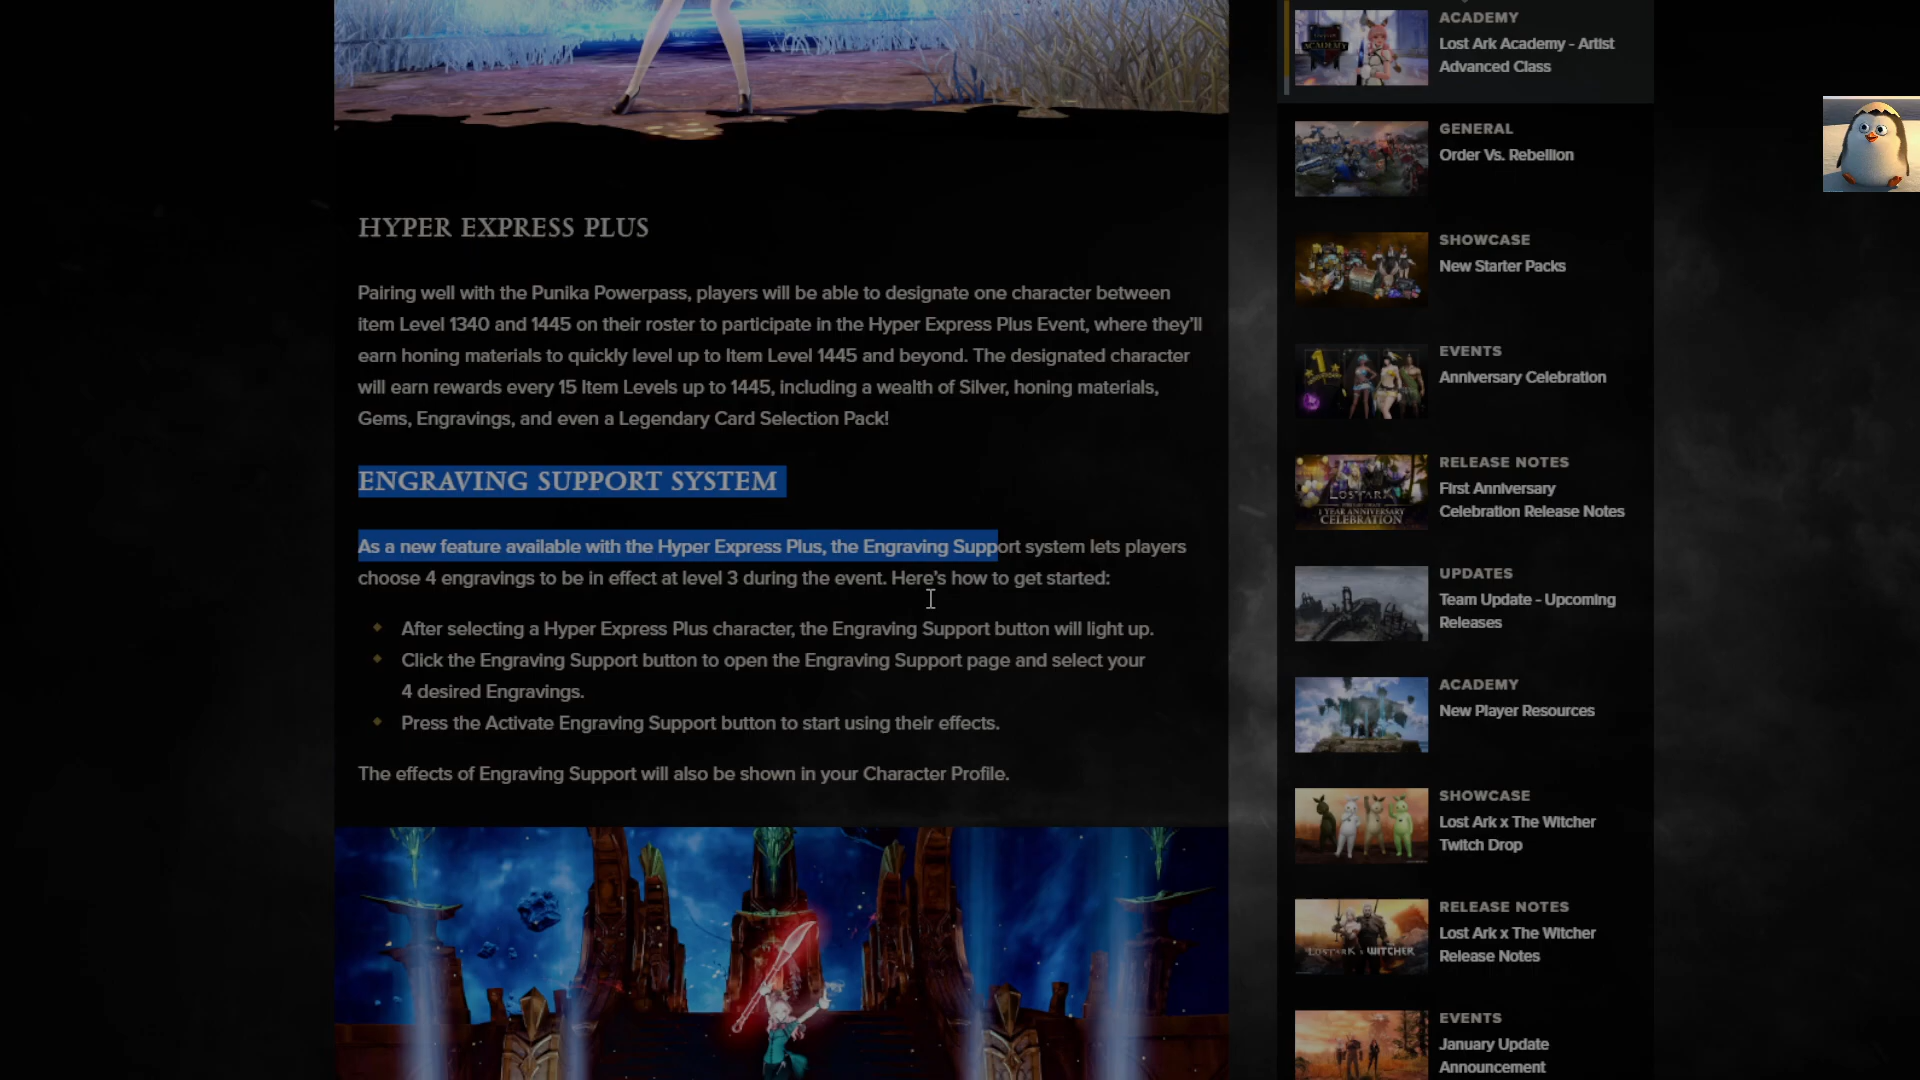 HYPER EXPRESS PLUS
Pairing well with the Punika Powerpass, players will be able to designate one character between
item Level 1340 and 1445 on their roster to participate in the Hyper Express Plus Event, where they'll
earn honing materials to quickly level up to Item Level 1445 and beyond. The designated character
will earn rewards every 15 Item Levels up to 1445, including a wealth of Silver, honing materials,
Gems, Engravings, and even a Legendary Card Selection Pack!
ENGRAVING SUPPORT SYSTEM
As a new feature available with the Hyper Express Plus, the Engraving Support system lets players
choose 4 engravings to be in effect at level 3 during the event. Here's how to get started:
After selecting a Hyper Express Plus character, the Engraving Support button will light up.
Click the Engraving Support button to open the Engraving Support page and select your
4 desired Engravings.
Press the Activate Engraving Support button to start using their effects.
The effects of Engraving Support will also be shown in your Character Profile.
ACADEMY
ACADEMY
Lost Ark Academy - Artist
Advanced Class
GENERAL
Order Vs. Rebellion
SHOWCASE
New Starter Packs
EVENTS
Anniversary Celebration
LOST ARK
1 YEAR ANNIVERSARY
CELEBRATION
RELEASE NOTES
First Anniversary
Celebration Release Notes
UPDATES
Team Update - Upcoming
Releases
ACADEMY
New Player Resources
SHOWCASE
Lost Ark x The Witcher
Twitch Drop
LOST ARK x WITCHER
RELEASE NOTES
Lost Ark x The Witcher
Release Notes
EVENTS
January Update
Announcement